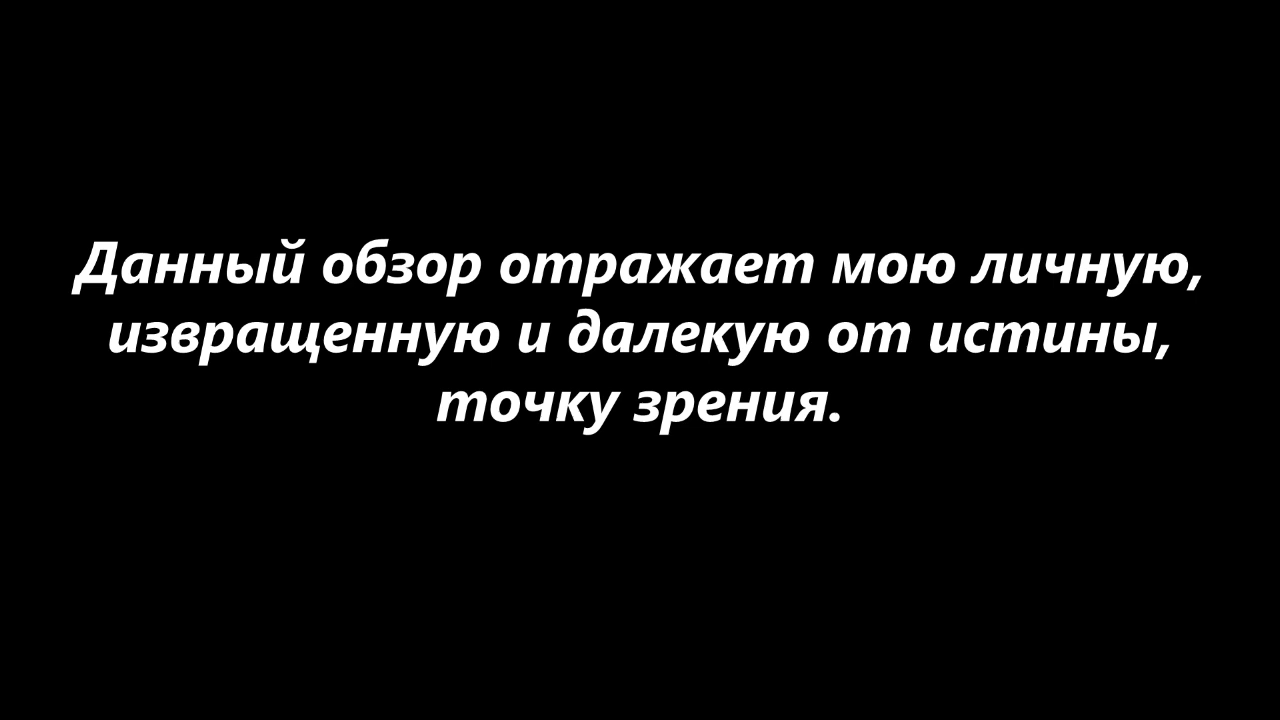 Данный обзор отражает мою личную,
извращенную и далекую от истины,
точку зрения.